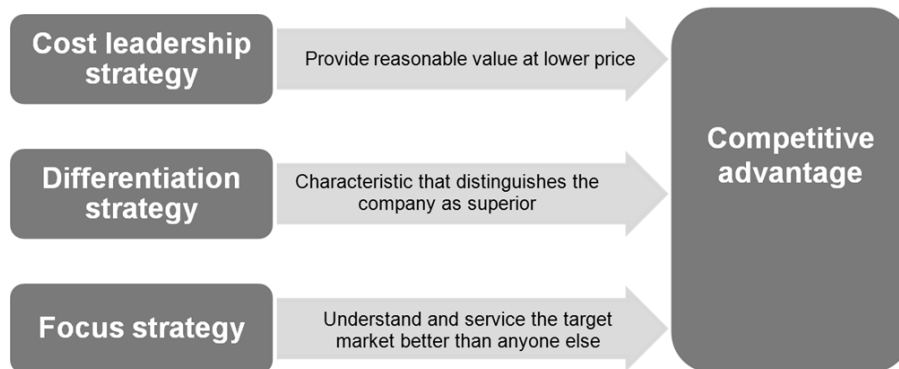 Cost leadership
strategy
Provide reasonable value at lower price
Differentiation
strategy
Characteristic that distinguishes the
company as superior
Focus strategy
Understand and service the target
market better than anyone else
Competitive
advantage